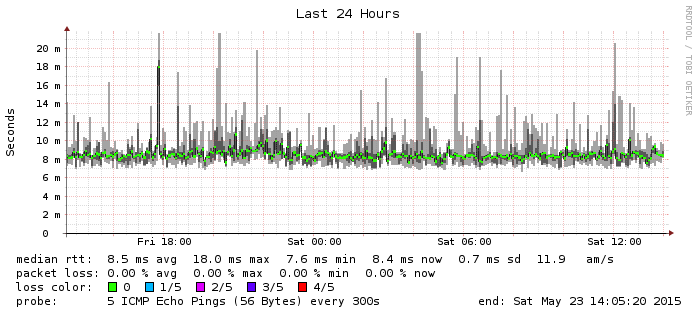 Last 24 Hours
RRDTOOL / TOBI OETIKER
Seconds
20 m
18 m
16 m
14 m
12 m
10 m
8 m
6 m
4 m
2 m
0
Fri 18:00 Sat 00:00 Sat 06:00 Sat 12:00
median rtt: 8.5 ms avg 18.0 ms max 7.6 ms min 8.4 ms now 0.7 ms sd 11.9 am/s
packet loss: 0.00 % avg 0.00 % max 0.00 % min 0.00 % now
loss color: 0 1/5 2/5 3/5 4/5
probe: 5 ICMP Echo Pings (56 Bytes) every 300s end: Sat May 23 14:05:20 2015